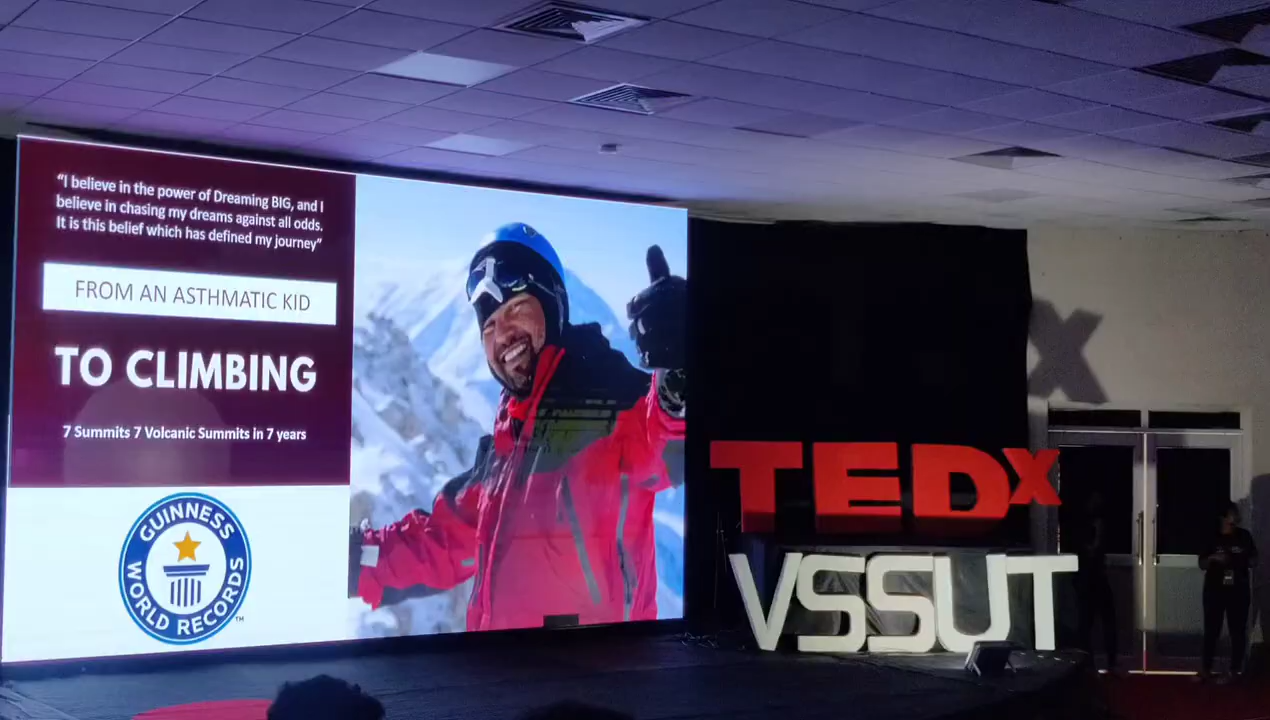 “I believe in the power of Dreaming BIG, and I
believe in chasing my dreams against all odds.
It is this belief which has defined my journey”
FROM AN ASTHMATIC KID
TO CLIMBING
7 Summits 7 Volcanic Summits in 7 years
GUINNESS
WORLD RECORDS
™
TEDx
VSSUT